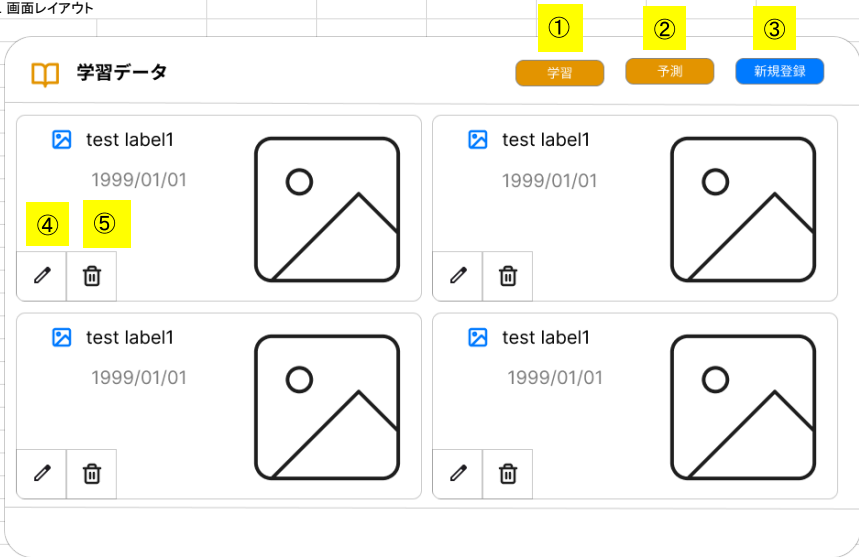 . 画面レイアウト
① ② ③
学習データ 学習 予測 新規登録
test label1 test label1
1999/01/01 1999/01/01
④ ⑤
test label1 test label1
1999/01/01 1999/01/01